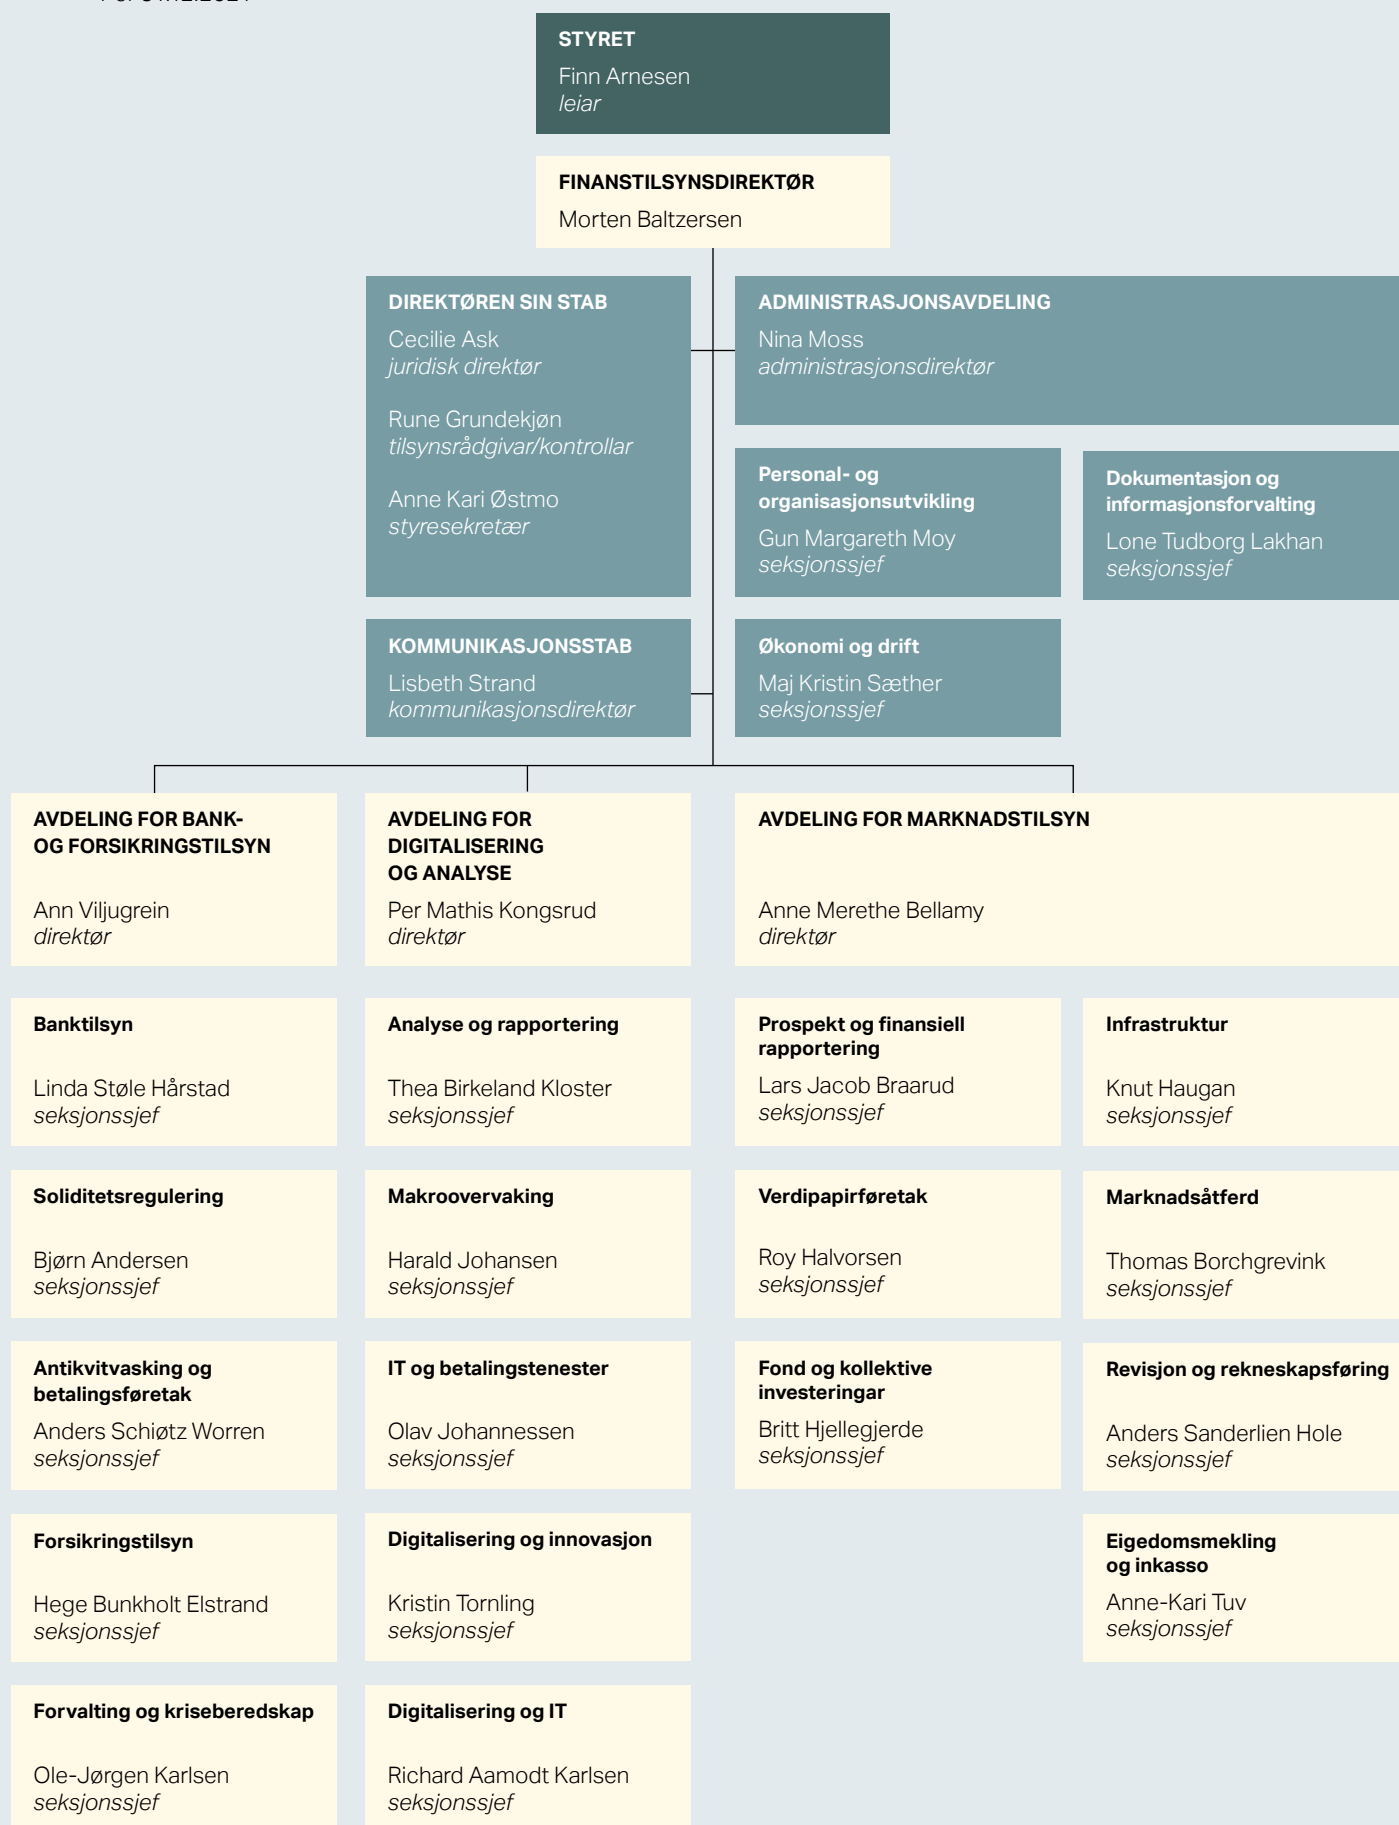 STYRET
Finn Arnesen
leiar
FINANSTILSYNSDIREKTØR
Morten Baltzersen
DIREKTØREN SIN STAB
Cecilie Ask
juridisk direktør
Rune Grundekjøn
tilsynsrådgivar/kontrollar
Anne Kari Østmo
styresekretær
ADMINISTRASJONSAVDELING
Nina Moss
administrasjonsdirektør
Personal- og
organisasjonsutvikling
Gun Margareth Moy
seksjonssjef
Dokumentasjon og
informasjonsforvalting
Lone Tudborg Lakhan
seksjonssjef
KOMMUNIKASJONSSTAB
Lisbeth Strand
kommunikasjonsdirektør
Økonomi og drift
Maj Kristin Sæther
seksjonssjef
AVDELING FOR BANK-
OG FORSIKRINGSTILSYN
Ann Viljugrein
direktør
AVDELING FOR
DIGITALISERING
OG ANALYSE
Per Mathis Kongsrud
direktør
AVDELING FOR MARKNADSTILSYN
Anne Merethe Bellamy
direktør
Banktilsyn
Linda Støle Hårstad
seksjonssjef
Analyse og rapportering
Thea Birkeland Kloster
seksjonssjef
Prospekt og finansiell
rapportering
Lars Jacob Braarud
seksjonssjef
Infrastruktur
Knut Haugan
seksjonssjef
Soliditetsregulering
Bjørn Andersen
seksjonssjef
Makroovervaking
Harald Johansen
seksjonssjef
Verdipapirføretak
Roy Halvorsen
seksjonssjef
Marknadsåtferd
Thomas Borchgrevink
seksjonssjef
Antikvitvasking og
betalingsføretak
Anders Schiøtz Worren
seksjonssjef
IT og betalingstenester
Olav Johannessen
seksjonssjef
Fond og kollektive
investeringar
Britt Hjellegjerde
seksjonssjef
Revisjon og rekneskapsføring
Anders Sanderlien Hole
seksjonssjef
Forsikringstilsyn
Hege Bunkholt Elstrand
seksjonssjef
Digitalisering og innovasjon
Kristin Tornling
seksjonssjef
Eigedomsmekling
og inkasso
Anne-Kari Tuv
seksjonssjef
Forvalting og kriseberedskap
Ole-Jørgen Karlsen
seksjonssjef
Digitalisering og IT
Richard Aamodt Karlsen
seksjonssjef